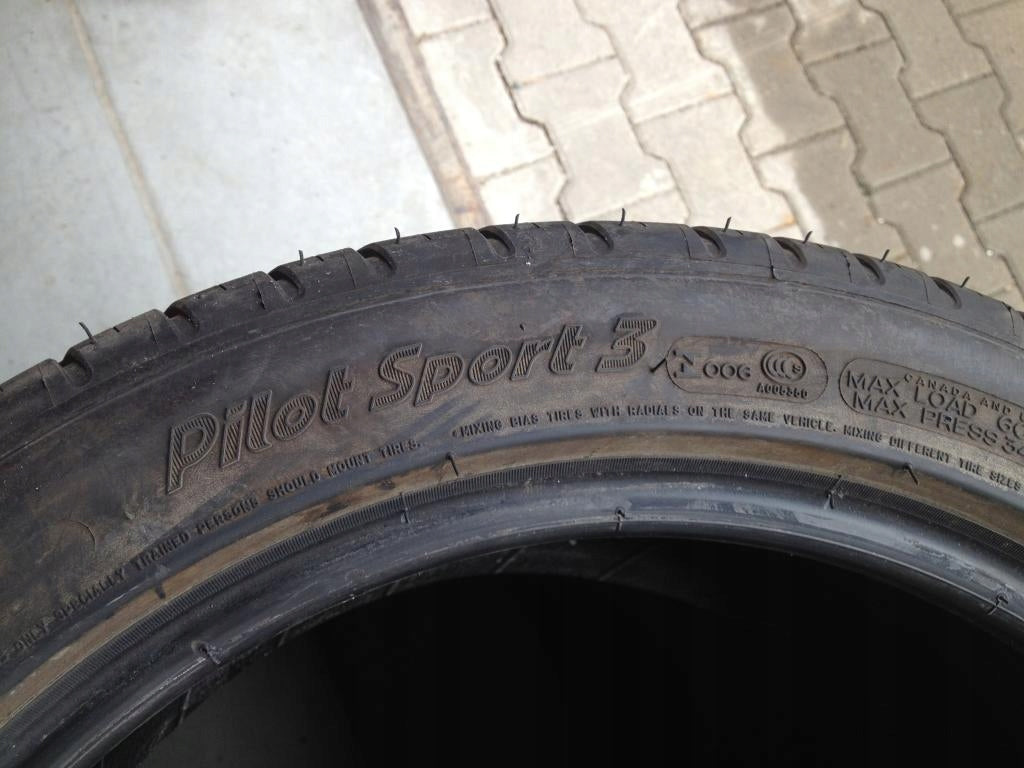 Pilot Sport 3
006
A005360
CANADA AND
MAX LOAD
MAX PRESS
ONLY SPECIALLY TRAINED PERSONS SHOULD MOUNT TIRES.
MIXING BIAS TIRES WITH RADIALS ON THE SAME VEHICLE. MIXING DIFFERENT TIRE SIZES